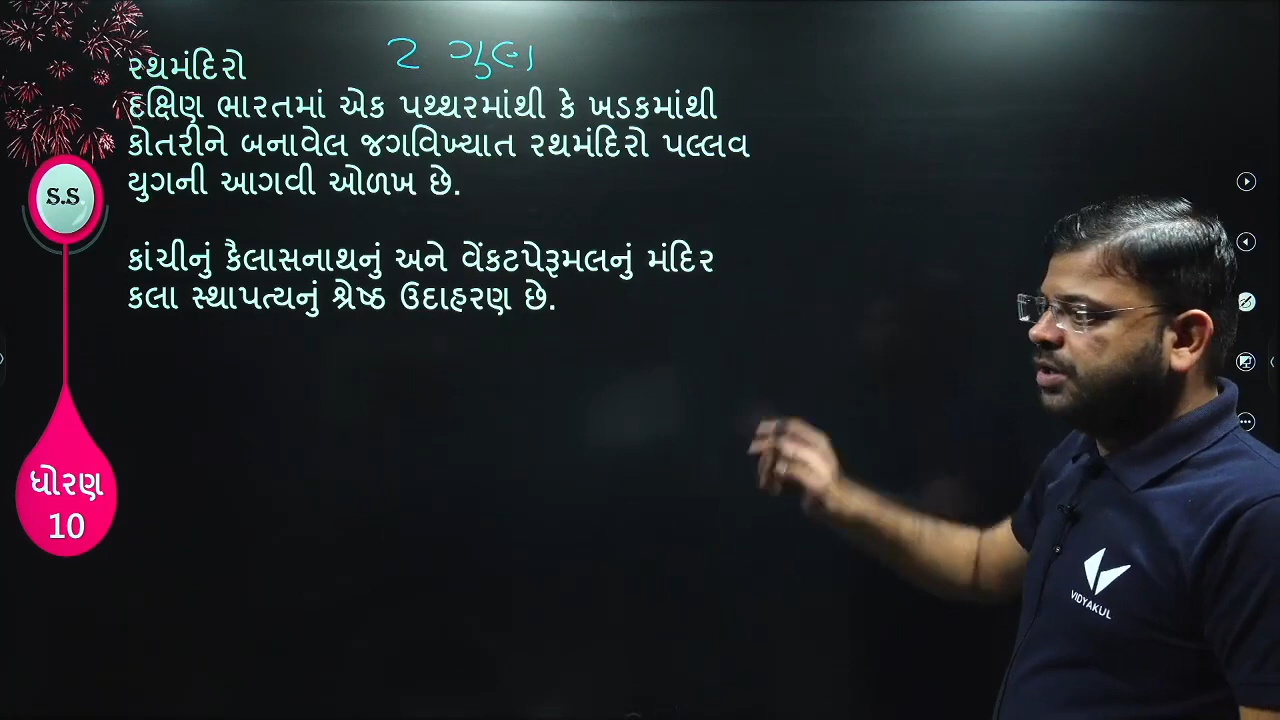 રથમંદિરો
2 ગુણ
દક્ષિણ ભારતમાં એક પથ્થરમાંથી કે ખડકમાંથી
કોતરીને બનાવેલ જગવિખ્યાત રથમંદિરો પલ્લવ
યુગની આગવી ઓળખ છે.
S.S
કાંચીનું કૈલાસનાથનું અને વેંકટપેરૂમલનું મંદિર
કલા સ્થાપત્યનું શ્રેષ્ઠ ઉદાહરણ છે.
ધોરણ
10
VIDYAKUL